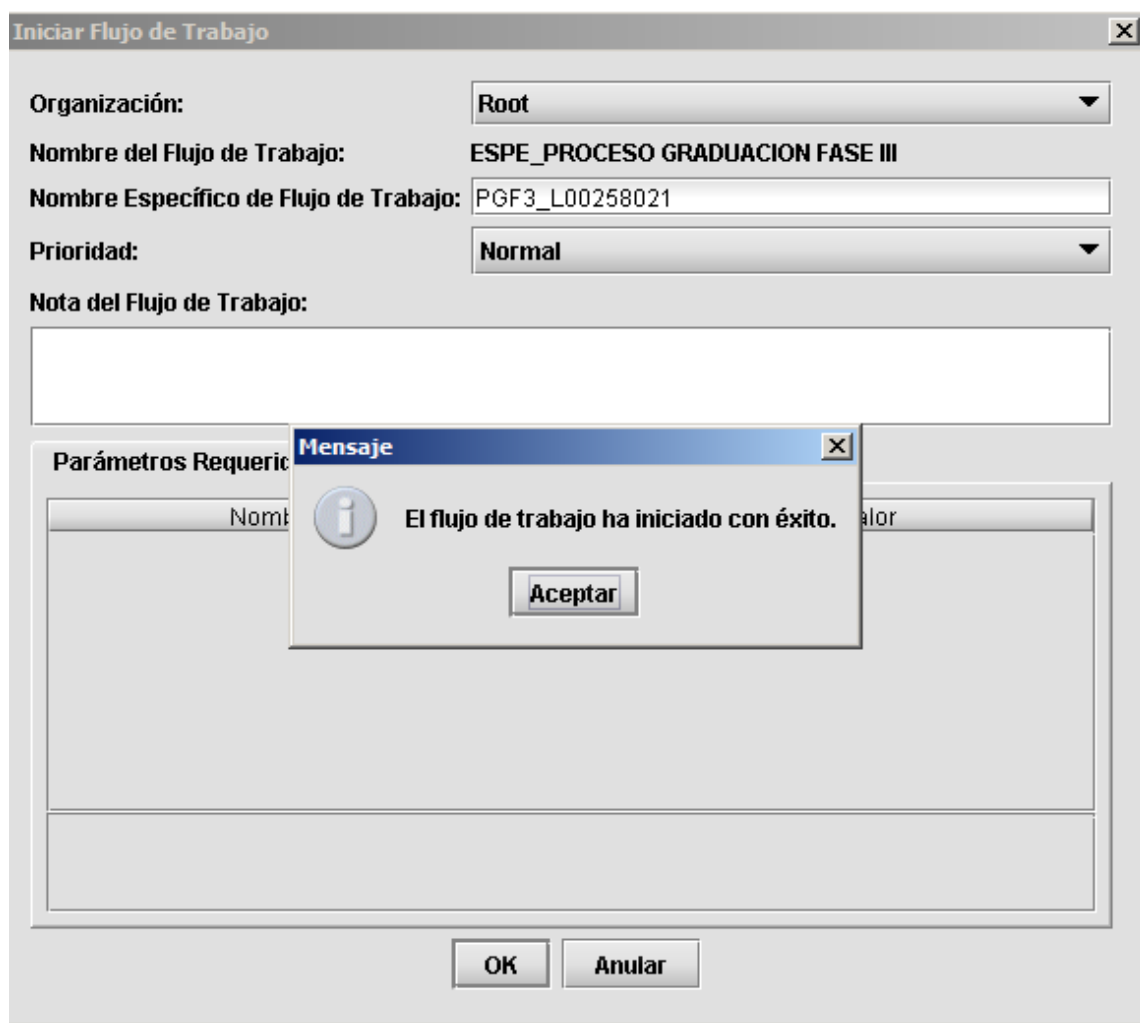 Iniciar Flujo de Trabajo
Organización: Root
Nombre del Flujo de Trabajo: ESPE_PROCESO GRADUACION FASE III
Nombre Específico de Flujo de Trabajo: PGF3_L00258021
Prioridad: Normal
Nota del Flujo de Trabajo:
Mensaje
Parámetros
El flujo de trabajo ha iniciado con éxito.
Aceptar
OK Anular